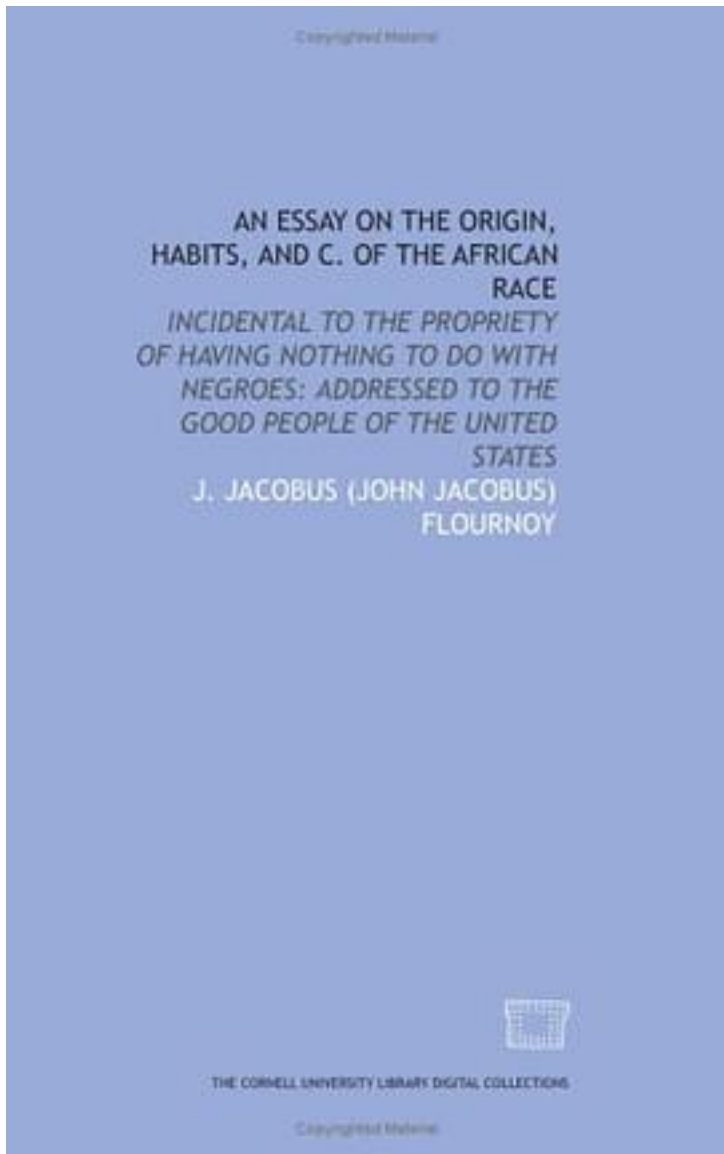 Copyrighted Material
AN ESSAY ON THE ORIGIN,
HABITS, AND C. OF THE AFRICAN
RACE
INCIDENTAL TO THE PROPRIETY
OF HAVING NOTHING TO DO WITH
NEGROES: ADDRESSED TO THE
GOOD PEOPLE OF THE UNITED
STATES
J. JACOBUS (JOHN JACOBUS)
FLOURNOY
THE CORNELL UNIVERSITY LIBRARY DIGITAL COLLECTIONS
Copyrighted Material